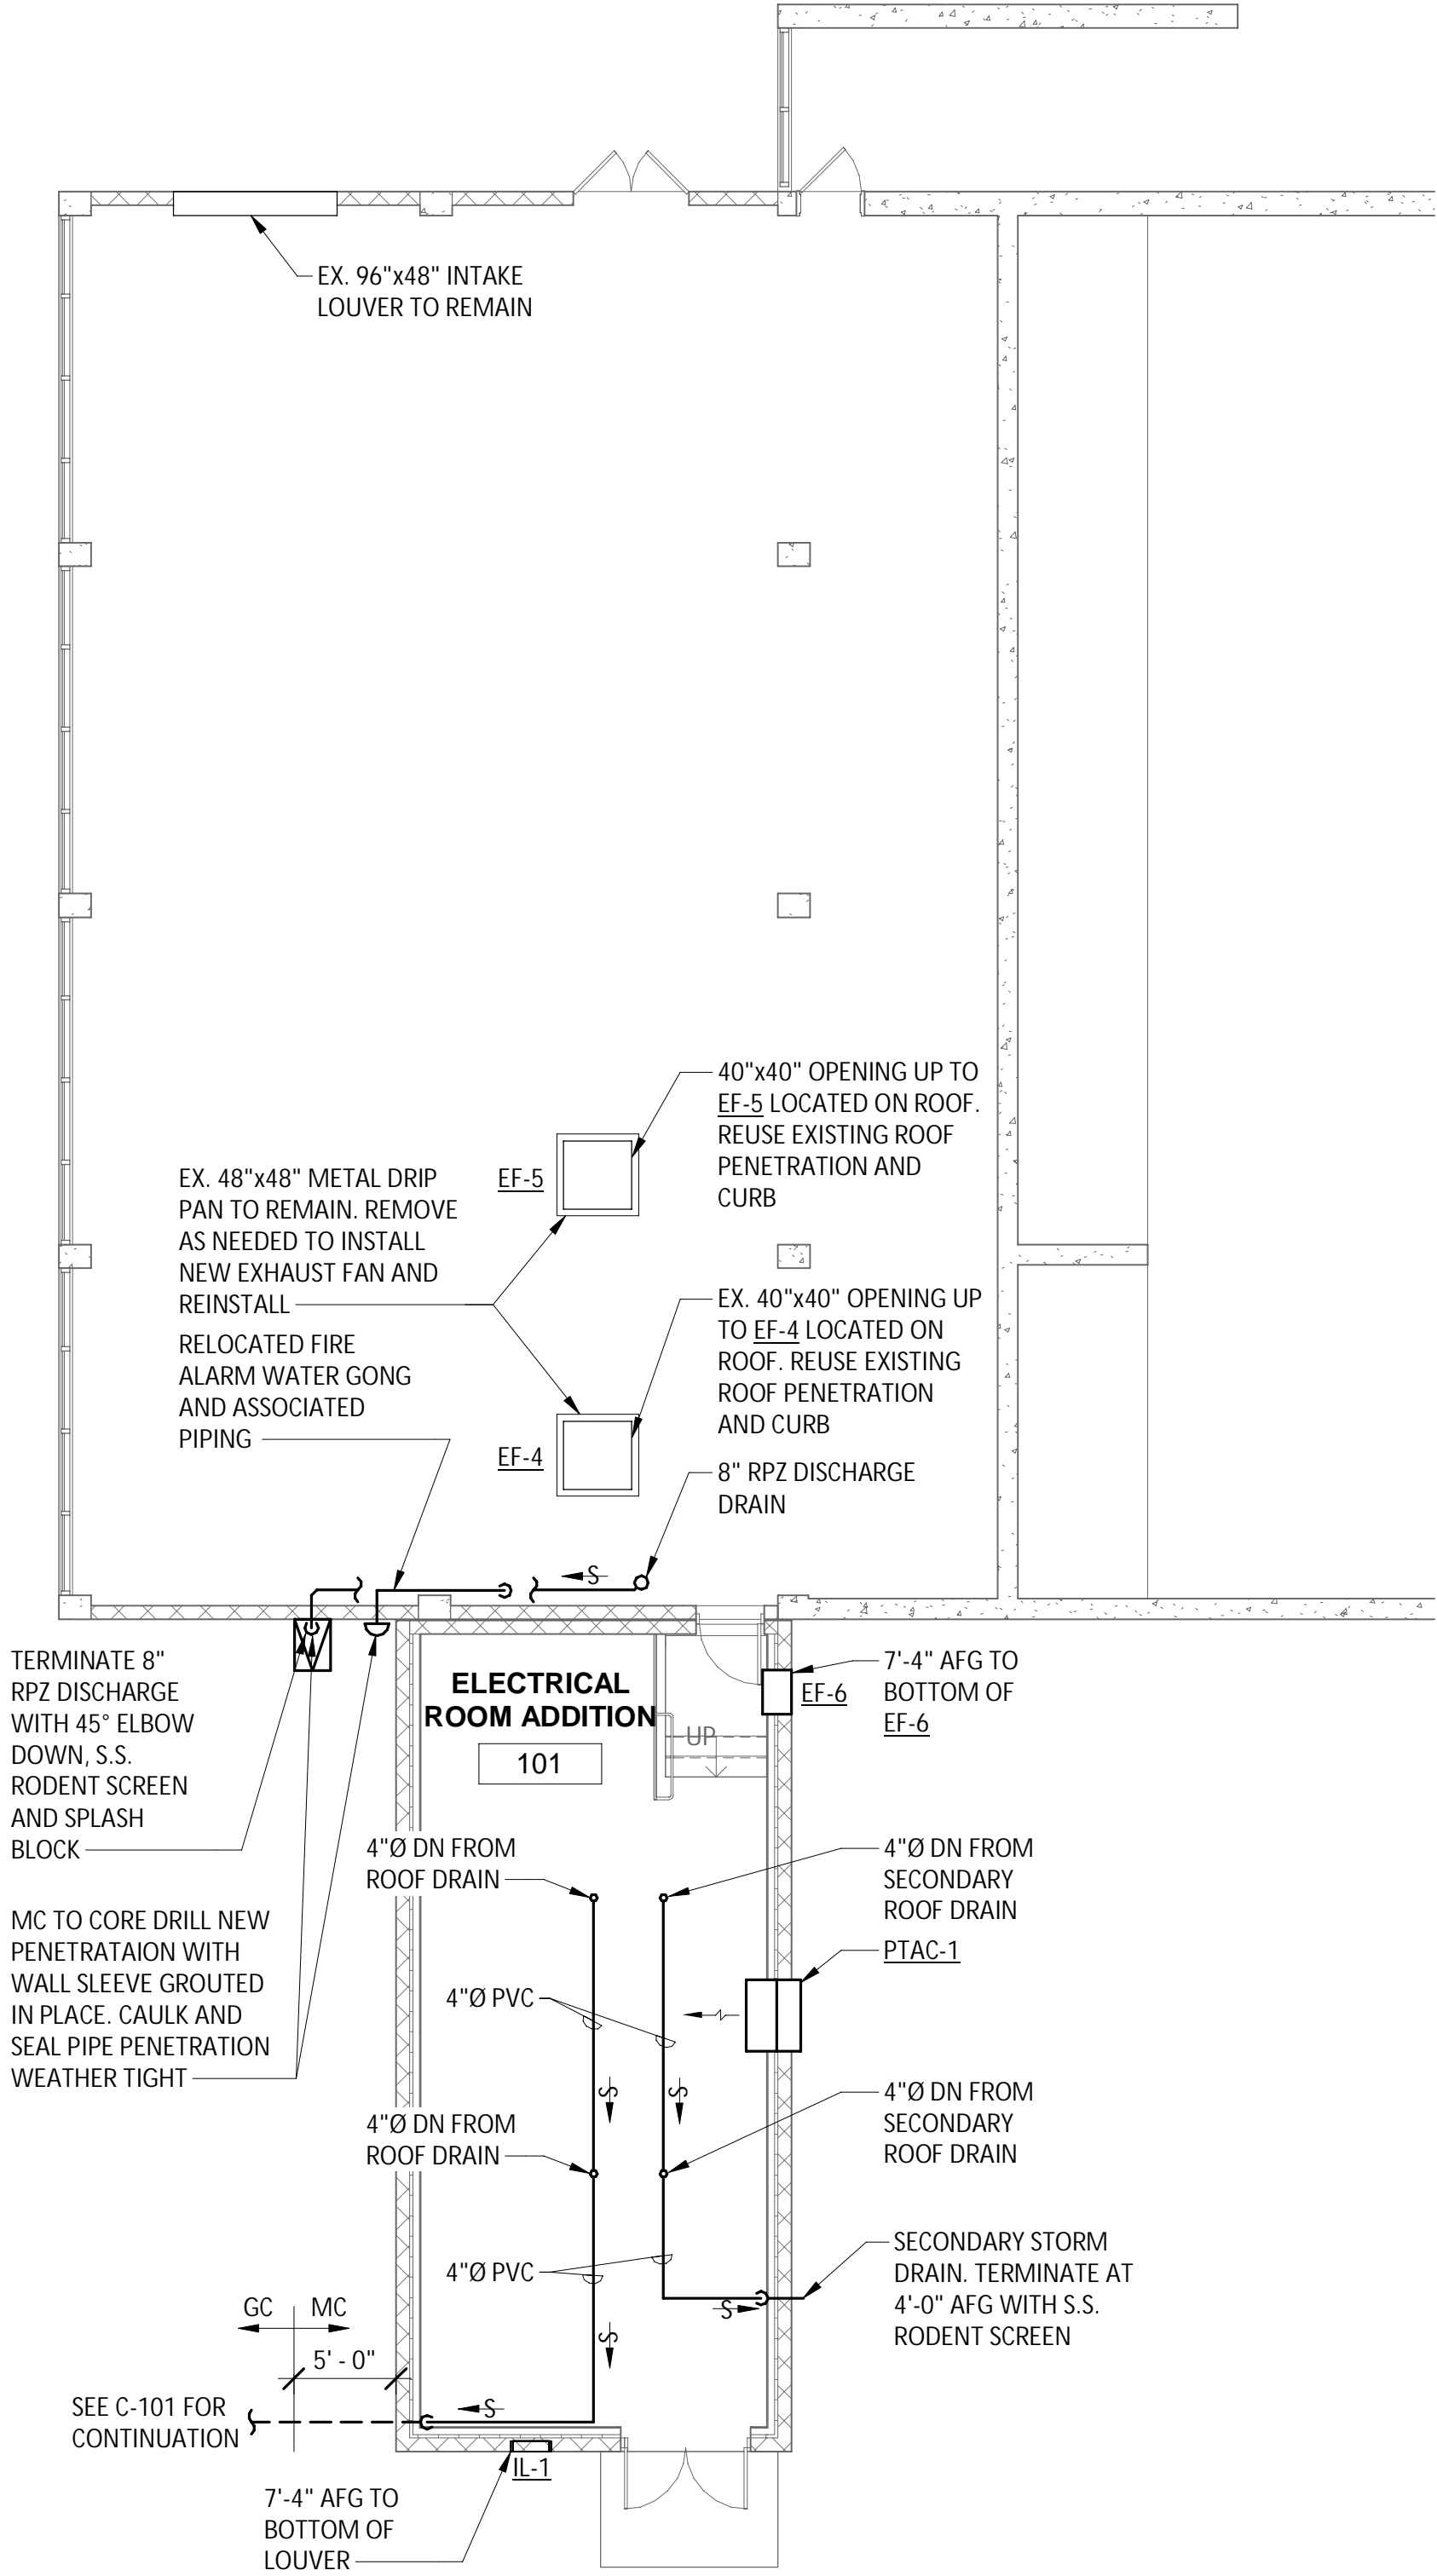 EX. 96"x48" INTAKE
LOUVER TO REMAIN
40"x40" OPENING UP TO
EF-5 LOCATED ON ROOF.
REUSE EXISTING ROOF
PENETRATION AND
CURB
EF-5
EX. 48"x48" METAL DRIP
PAN TO REMAIN. REMOVE
AS NEEDED TO INSTALL
NEW EXHAUST FAN AND
REINSTALL
EX. 40"x40" OPENING UP
TO EF-4 LOCATED ON
ROOF. REUSE EXISTING
ROOF PENETRATION
AND CURB
RELOCATED FIRE
ALARM WATER GONG
AND ASSOCIATED
PIPING
EF-4
8" RPZ DISCHARGE
DRAIN
S
TERMINATE 8"
RPZ DISCHARGE
WITH 45° ELBOW
DOWN, S.S.
RODENT SCREEN
AND SPLASH
BLOCK
ELECTRICAL
ROOM ADDITION
101
UP
EF-6
7'-4" AFG TO
BOTTOM OF
EF-6
4"Ø DN FROM
ROOF DRAIN
4"Ø DN FROM
SECONDARY
ROOF DRAIN
MC TO CORE DRILL NEW
PENETRATAION WITH
WALL SLEEVE GROUTED
IN PLACE. CAULK AND
SEAL PIPE PENETRATION
WEATHER TIGHT
PTAC-1
4"Ø PVC
S
S
4"Ø DN FROM
ROOF DRAIN
4"Ø DN FROM
SECONDARY
ROOF DRAIN
4"Ø PVC
SECONDARY STORM
DRAIN. TERMINATE AT
4'-0" AFG WITH S.S.
RODENT SCREEN
S
S
GC
MC
5' - 0"
S
SEE C-101 FOR
CONTINUATION
IL-1
7'-4" AFG TO
BOTTOM OF
LOUVER